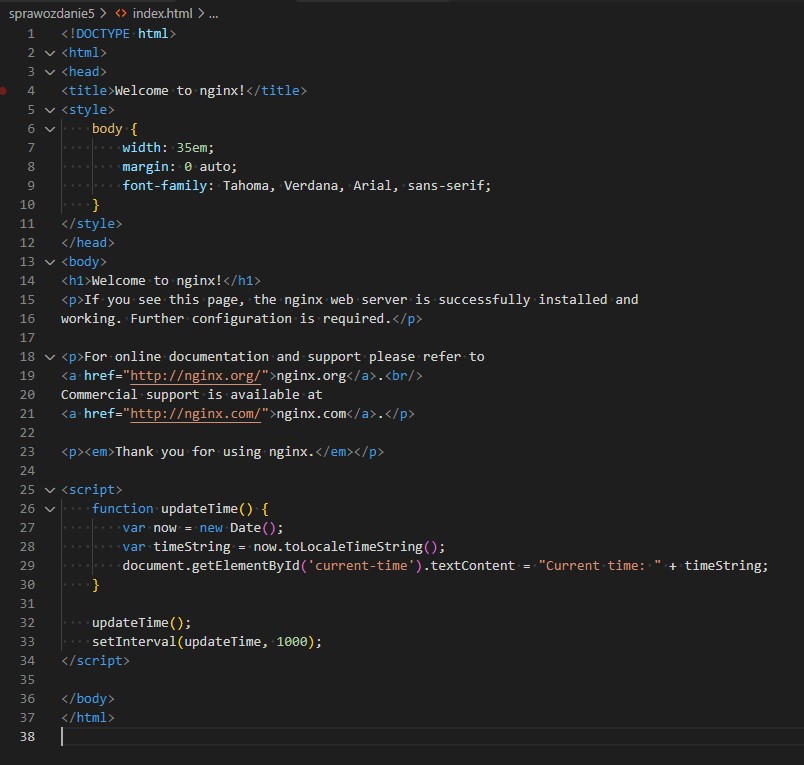 sprawozdanie5 > <> index.html > ...
1 <!DOCTYPE html>
2 <html>
3 <head>
4 <title>Welcome to nginx!</title>
5 <style>
6     body {
7         width: 35em;
8         margin: 0 auto;
9         font-family: Tahoma, Verdana, Arial, sans-serif;
10     }
11 </style>
12 </head>
13 <body>
14 <h1>Welcome to nginx!</h1>
15 <p>If you see this page, the nginx web server is successfully installed and
16 working. Further configuration is required.</p>
17
18 <p>For online documentation and support please refer to
19 <a href="http://nginx.org/">nginx.org</a>.<br/>
20 Commercial support is available at
21 <a href="http://nginx.com/">nginx.com</a>.</p>
22
23 <p><em>Thank you for using nginx.</em></p>
24
25 <script>
26     function updateTime() {
27         var now = new Date();
28         var timeString = now.toLocaleTimeString();
29         document.getElementById('current-time').textContent = "Current time: " + timeString;
30     }
31
32     updateTime();
33     setInterval(updateTime, 1000);
34 </script>
35
36 </body>
37 </html>
38